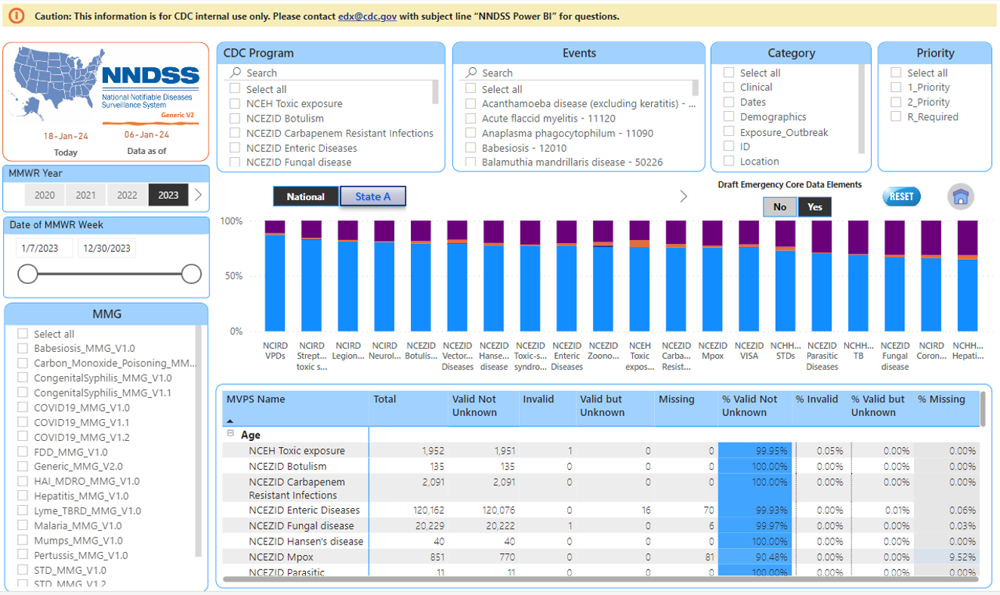 Caution: This information is for CDC internal use only. Please contact edx@cdc.gov with subject line “NNDSS Power BI” for questions.
NNDSS
National Notifiable Diseases
Surveillance System
Generic V2
18-Jan-24
06-Jan-24
Today
Data as of
CDC Program
Search
Select all
NCEH Toxic exposure
NCEZID Botulism
NCEZID Carbapenem Resistant Infections
NCEZID Enteric Diseases
NCEZID Fungal disease
Events
Search
Select all
Acanthamoeba disease (excluding keratitis) - ...
Acute flaccid myelitis - 11120
Anaplasma phagocytophilum - 11090
Babesiosis - 12010
Balamuthia mandrillaris disease - 50226
Category
Select all
Clinical
Dates
Demographics
Exposure_Outbreak
ID
Location
Priority
Select all
1_Priority
2_Priority
R_Required
MMWR Year
2020 2021 2022 2023
Date of MMWR Week
1/7/2023 12/30/2023
MMG
Select all
Babesiosis_MMG_V1.0
Carbon_Monoxide_Poisoning_MM...
CongenitalSyphilis_MMG_V1.0
CongenitalSyphilis_MMG_V1.1
COVID19_MMG_V1.0
COVID19_MMG_V1.1
COVID19_MMG_V1.2
FDD_MMG_V1.0
Generic_MMG_V2.0
HAI_MDRO_MMG_V1.0
Hepatitis_MMG_V1.0
Lyme_TBRD_MMG_V1.0
Malaria_MMG_V1.0
Mumps_MMG_V1.0
Pertussis_MMG_V1.0
STD_MMG_V1.0
STD_MMG_V1.2
National State A
Draft Emergency Core Data Elements
No Yes
RESET
100%
50%
0%
NCIRD VPDs
NCIRD Strept... toxic s...
NCIRD Legion...
NCIRD Neurol...
NCEZID Botulis...
NCEZID Vector... Diseases
NCEZID Hanse... disease
NCEZID Toxic-s... syndro...
NCEZID Enteric Diseases
NCEZID Zoono...
NCEH Toxic expos...
NCEZID Carba... Resist...
NCEZID Mpox
NCEZID VISA
NCHH... STDs
NCEZID Parasitic Diseases
NCHH... TB
NCEZID Fungal disease
NCIRD Coron...
NCHH... Hepati...
MVPS Name Total Valid Not Unknown Invalid Valid but Unknown Missing % Valid Not Unknown % Invalid % Valid but Unknown % Missing
Age
NCEH Toxic exposure 1,952 1,951 1 0 0 99.95% 0.05% 0.00% 0.00%
NCEZID Botulism 135 135 0 0 0 100.00% 0.00% 0.00% 0.00%
NCEZID Carbapenem Resistant Infections 2,091 2,091 0 0 0 100.00% 0.00% 0.00% 0.00%
NCEZID Enteric Diseases 120,162 120,076 0 16 70 99.93% 0.00% 0.01% 0.06%
NCEZID Fungal disease 20,229 20,222 1 0 6 99.97% 0.00% 0.00% 0.03%
NCEZID Hansen's disease 40 40 0 0 0 100.00% 0.00% 0.00% 0.00%
NCEZID Mpox 851 770 0 0 81 90.48% 0.00% 0.00% 9.52%
NCEZID Parasitic 11 11 0 0 0 100.00% 0.00% 0.00% 0.00%